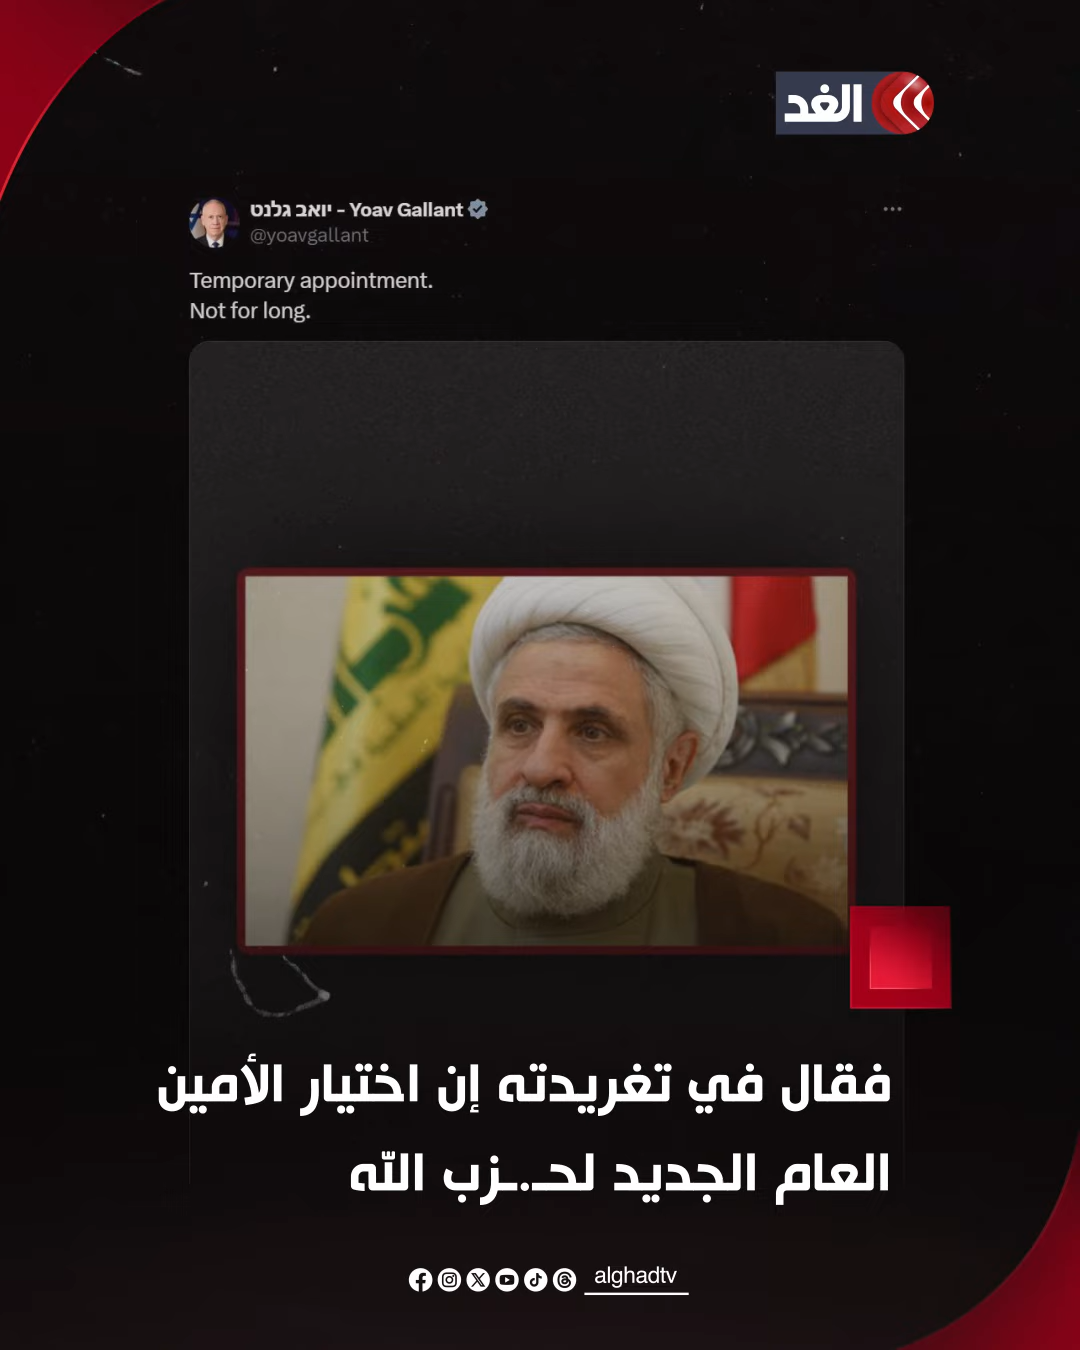 الغد
יואב גלנט - Yoav Gallant
@yoavgallant
Temporary appointment.
Not for long.
فقال في تغريدته إن اختيار الأمين
العام الجديد لحـ.ـزب الله
alghadtv